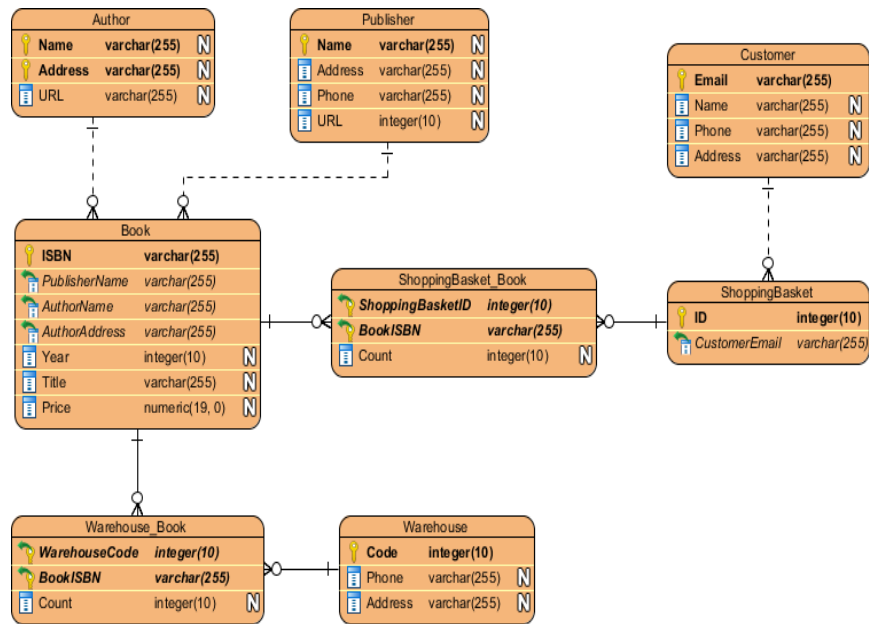 Author
Name varchar(255) N
Address varchar(255) N
URL varchar(255) N
Publisher
Name varchar(255) N
Address varchar(255) N
Phone varchar(255) N
URL integer(10) N
Customer
Email varchar(255)
Name varchar(255) N
Phone varchar(255) N
Address varchar(255) N
Book
ISBN varchar(255)
PublisherName varchar(255)
AuthorName varchar(255)
AuthorAddress varchar(255)
Year integer(10) N
Title varchar(255) N
Price numeric(19, 0) N
ShoppingBasket_Book
ShoppingBasketID integer(10)
BookISBN varchar(255)
Count integer(10) N
ShoppingBasket
ID integer(10)
CustomerEmail varchar(255)
Warehouse_Book
WarehouseCode integer(10)
BookISBN varchar(255)
Count integer(10) N
Warehouse
Code integer(10)
Phone varchar(255) N
Address varchar(255) N